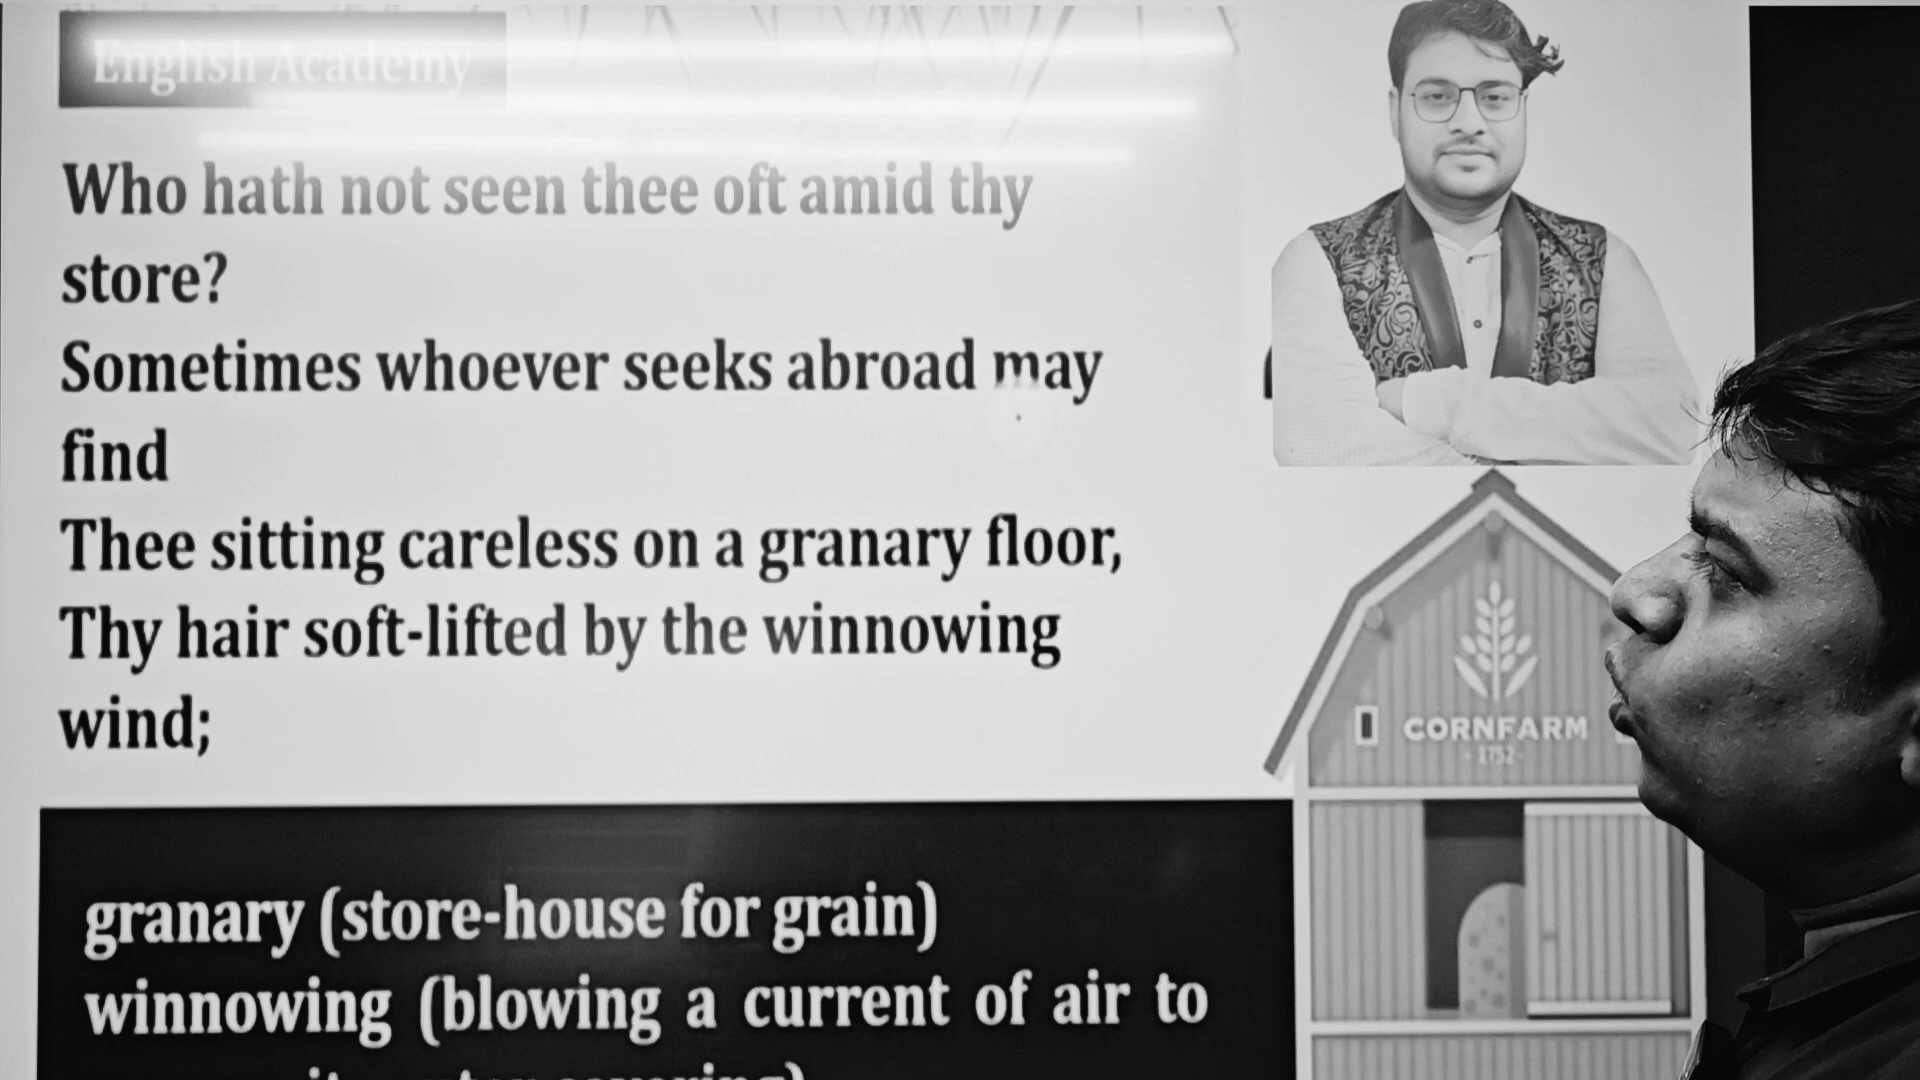 English Academy
Who hath not seen thee oft amid thy
store?
Sometimes whoever seeks abroad may
find
Thee sitting careless on a granary floor,
Thy hair soft-lifted by the winnowing
wind;
CORNFARM
1752
granary (store-house for grain)
winnowing (blowing a current of air to